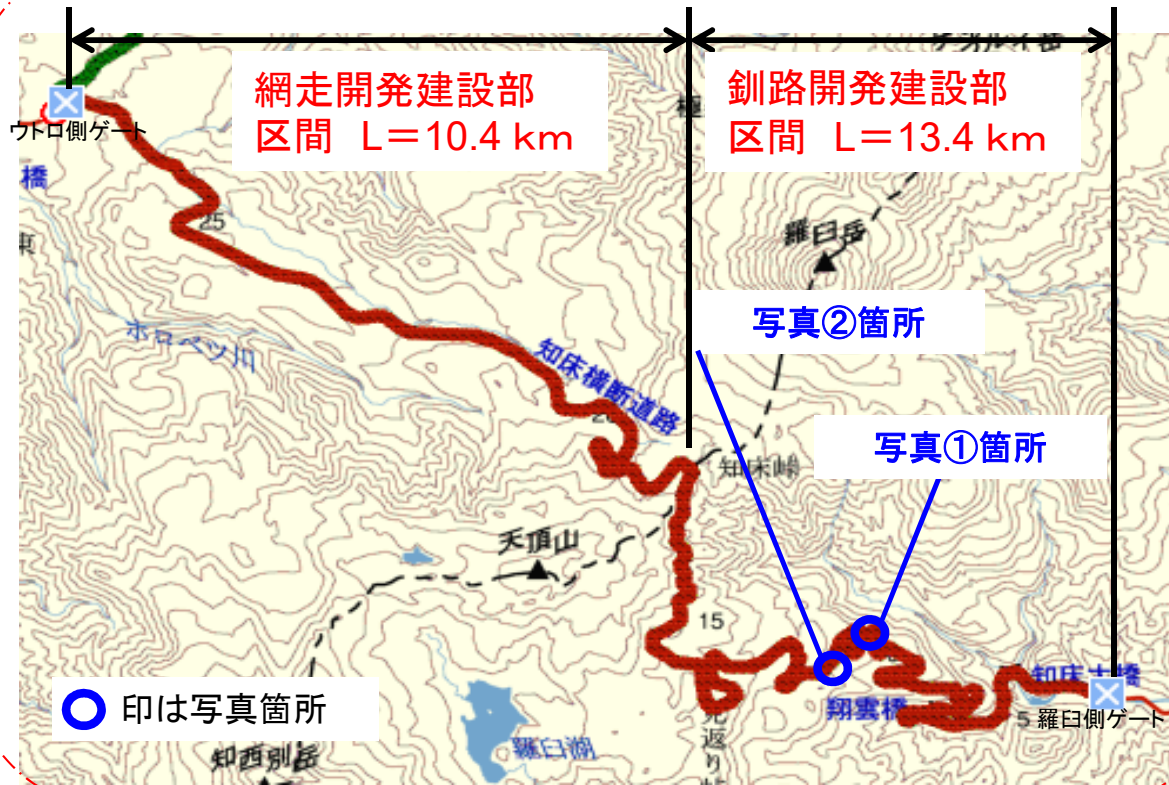 網走開発建設部
区間 L=10.4 km
釧路開発建設部
区間 L=13.4 km
ウトロ側ゲート
橋
東
25
羅臼岳
写真②箇所
ホロベツ川
知床横断道路
写真①箇所
知床峠
天頂山
15
知床大橋
翔雲橋
5
羅臼側ゲート
印は写真箇所
羅臼湖
知西別岳